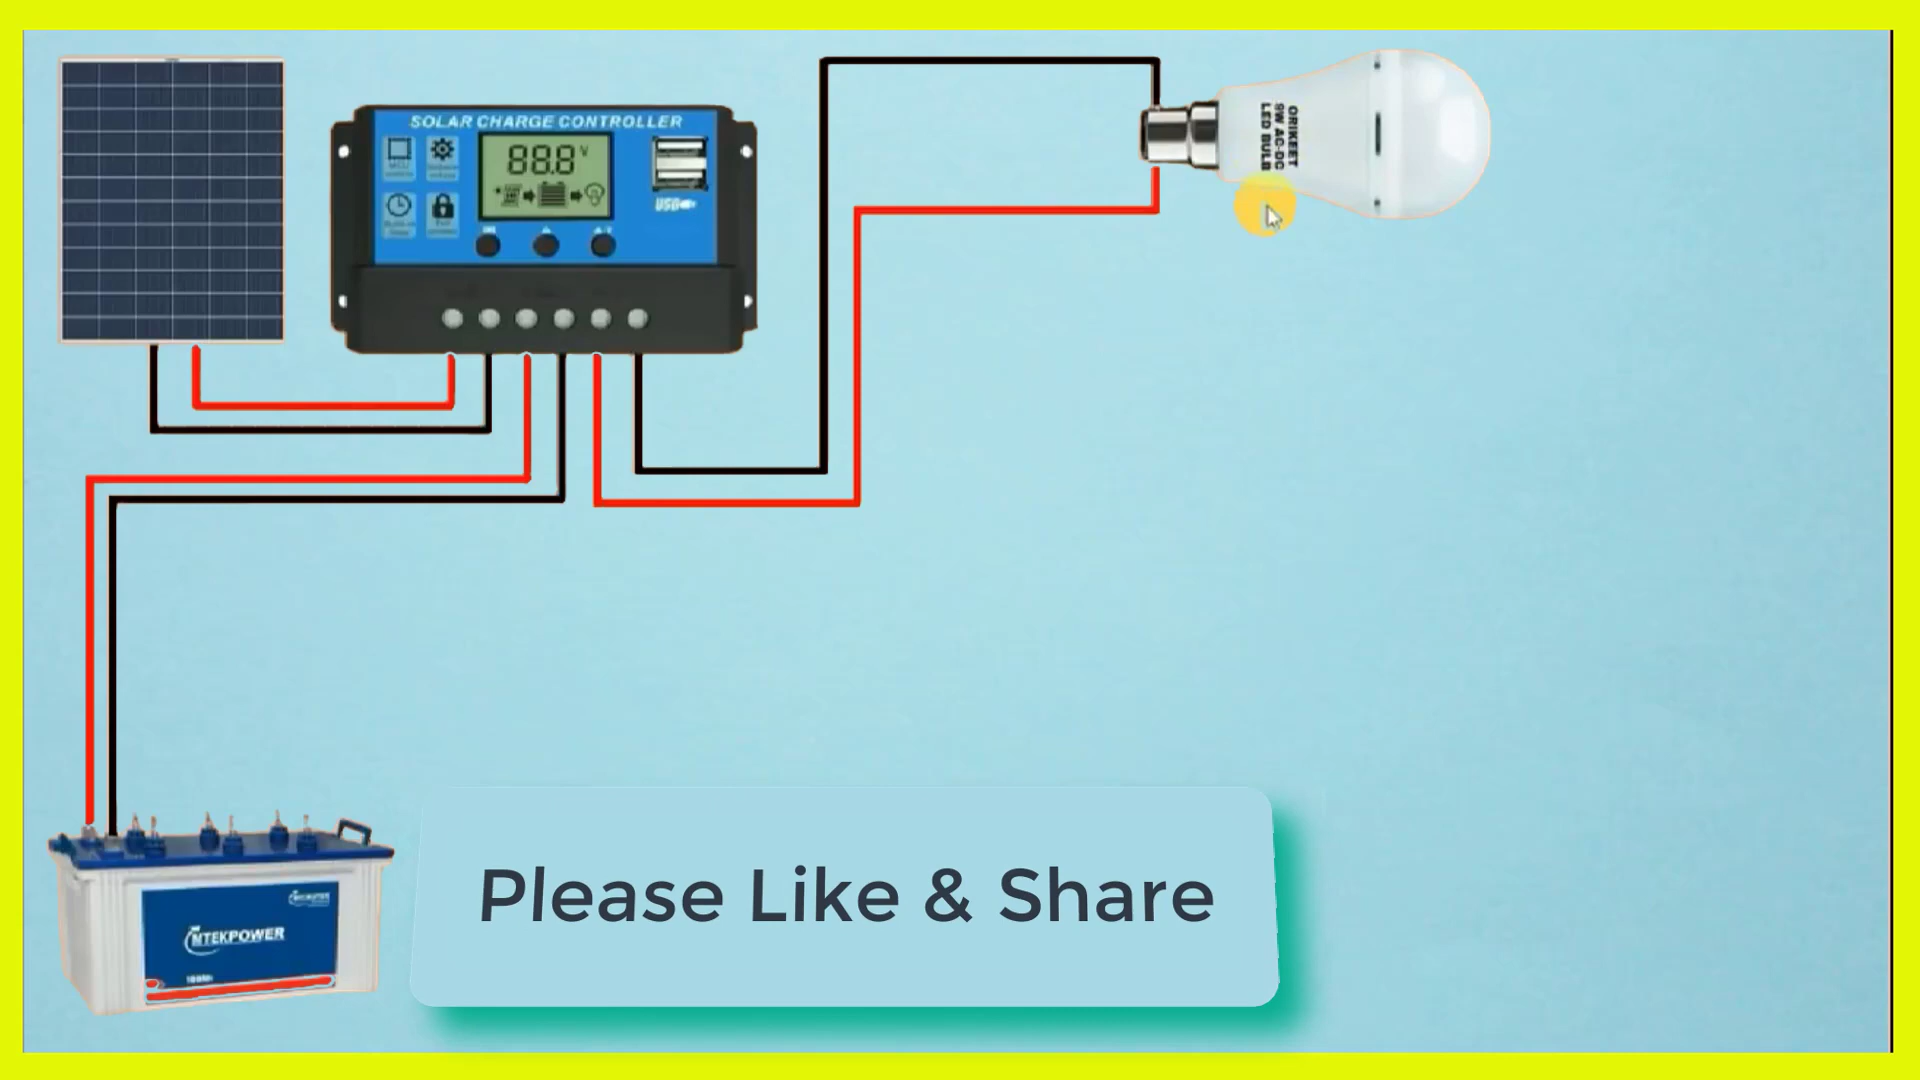 SOLAR CHARGE CONTROLLER
88.8 V
USB
ORIKEET
9W AC-DC
LED BULB
NTEKPOWER
Please Like & Share